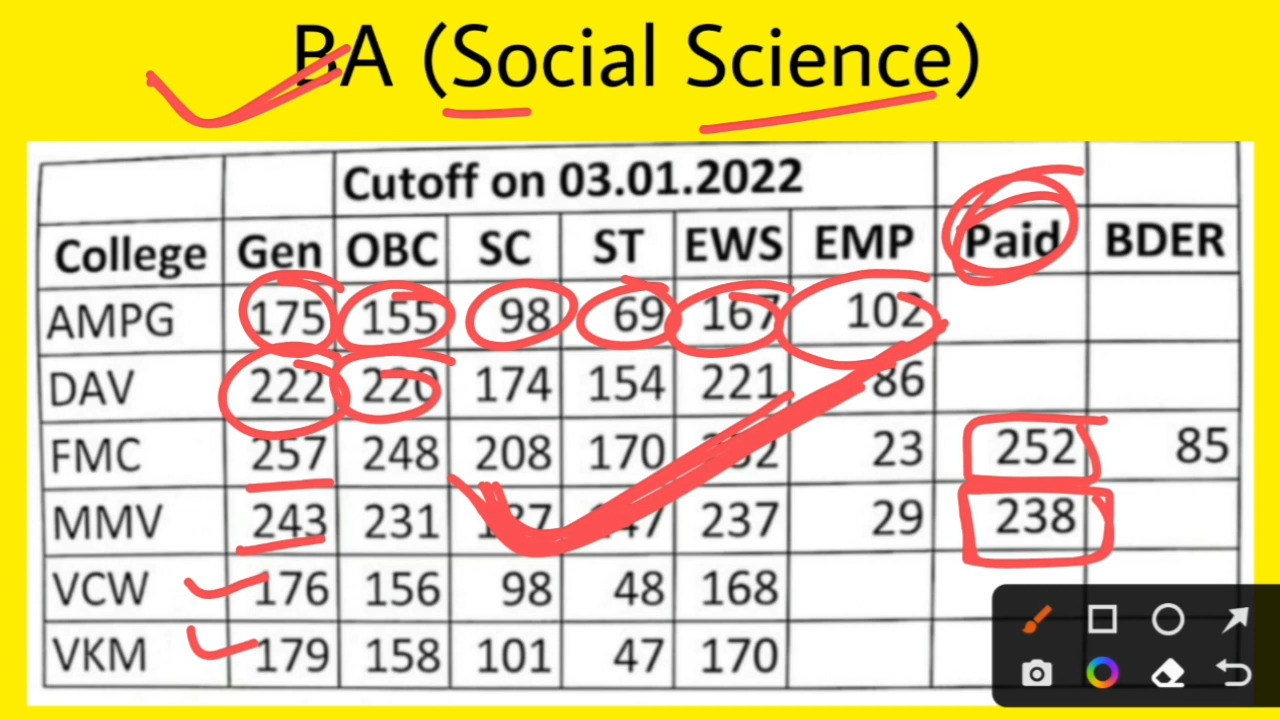 BA (Social Science)
Cutoff on 03.01.2022
College Gen OBC SC ST EWS EMP Paid BDER
AMPG 175 155 98 69 167 102
DAV 222 220 174 154 221 86
FMC 257 248 208 170 23 252 85
MMV 243 231 237 29 238
VCW 176 156 98 48 168
VKM 179 158 101 47 170